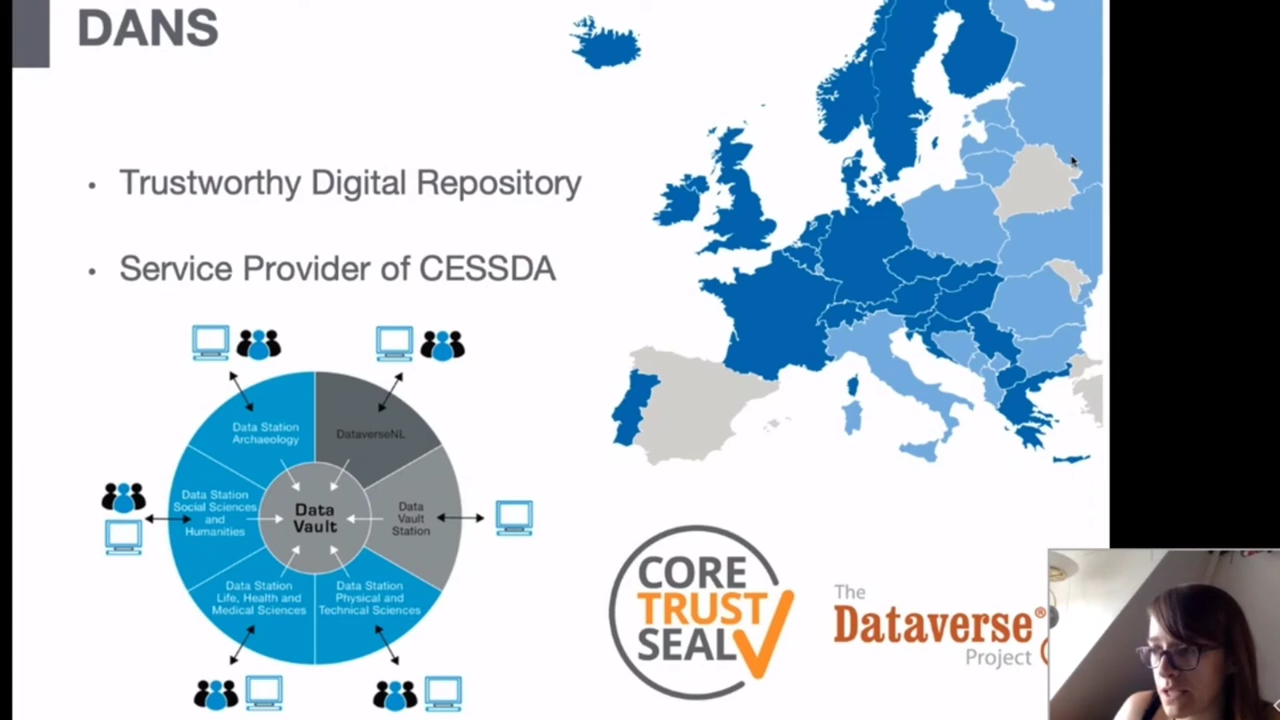 DANS
• Trustworthy Digital Repository
• Service Provider of CESSDA
Data Station
Archaeology
DataverseNL
Data Station
Social Sciences
and
Humanities
Data
Vault
Data
Vault
Station
Data Station
Life, Health and
Medical Sciences
Data Station
Physical and
Technical Sciences
CORE
TRUST
SEAL
The
Dataverse®
Project